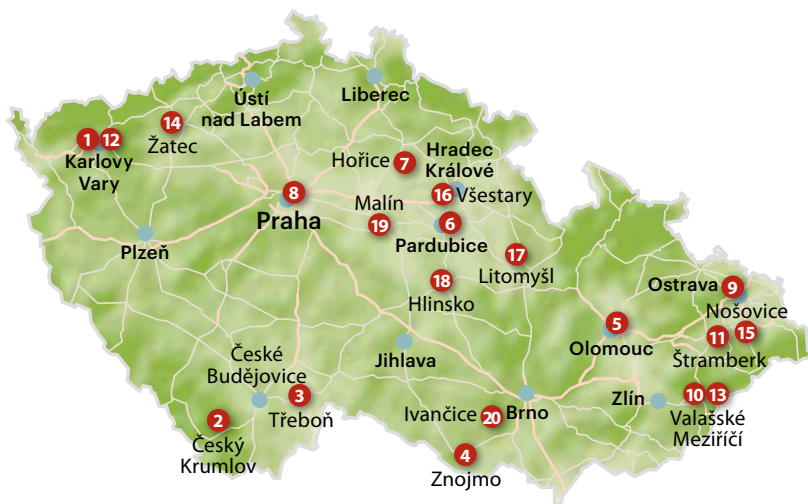 Ústí
nad Labem
Liberec
14
Žatec
1 12
Karlovy
Vary
Hořice 7
Hradec
Králové
8
Praha
16 Všestary
Malín
19
6
Pardubice
Plzeň
17
Litomyšl
18
Hlinsko
Ostrava 9
Nošovice
5
Olomouc
11 15
Štramberk
Jihlava
České
Budějovice
3
Třeboň
2
Český
Krumlov
Ivančice 20
Brno
Zlín
10 13
Valašské
Meziříčí
4
Znojmo